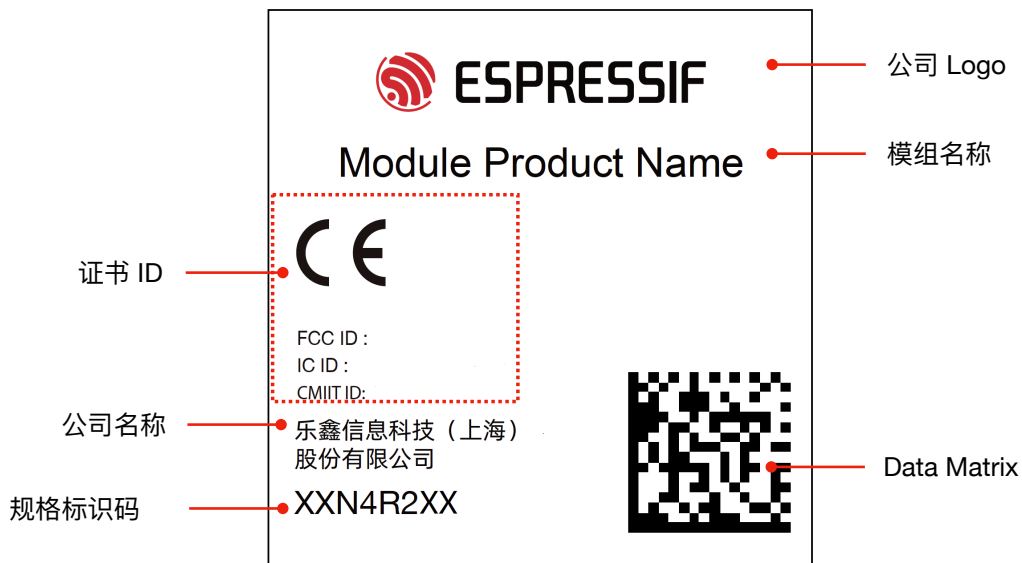 ESPRESSIF
公司 Logo
Module Product Name
模组名称
CE
证书 ID
FCC ID :
IC ID :
CMIIT ID:
公司名称
乐鑫信息科技（上海）
股份有限公司
Data Matrix
规格标识码
XXN4R2XX